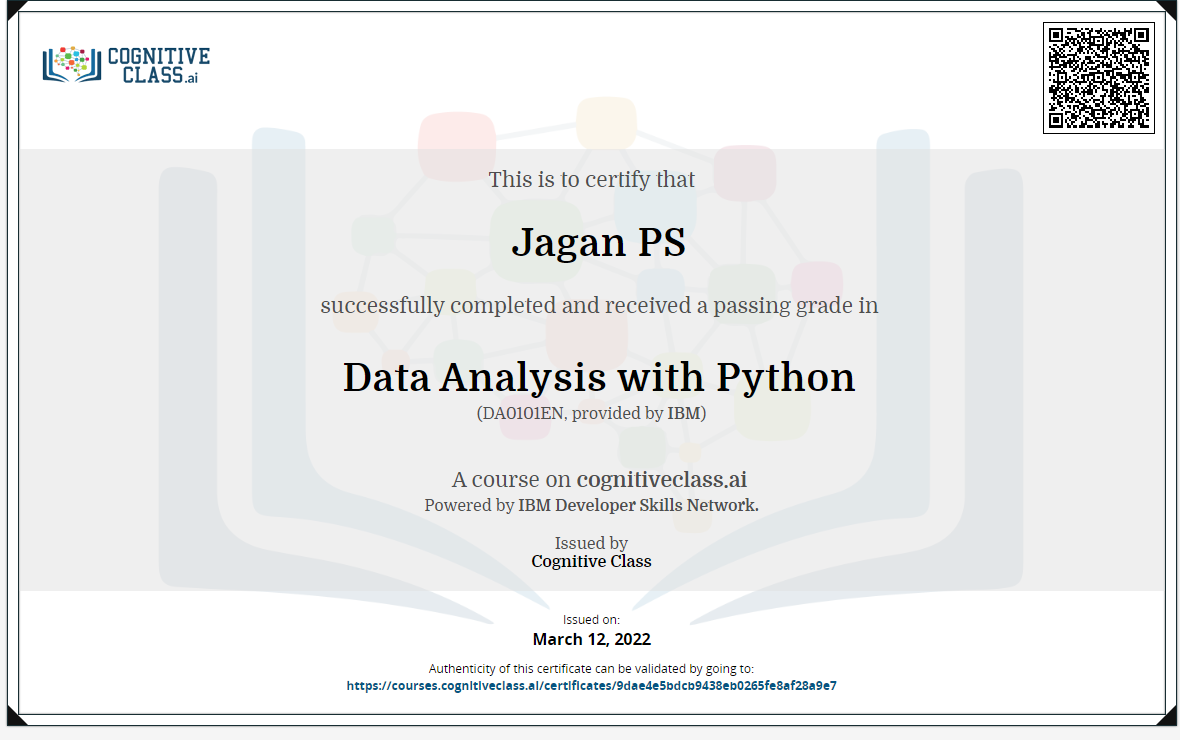 COGNITIVE
CLASS.ai
This is to certify that
Jagan PS
successfully completed and received a passing grade in
Data Analysis with Python
(DA0101EN, provided by IBM)
A course on cognitiveclass.ai
Powered by IBM Developer Skills Network.
Issued by
Cognitive Class
Issued on:
March 12, 2022
Authenticity of this certificate can be validated by going to:
https://courses.cognitiveclass.ai/certificates/9dae4e5bdcb9438eb0265fe8af28a9e7